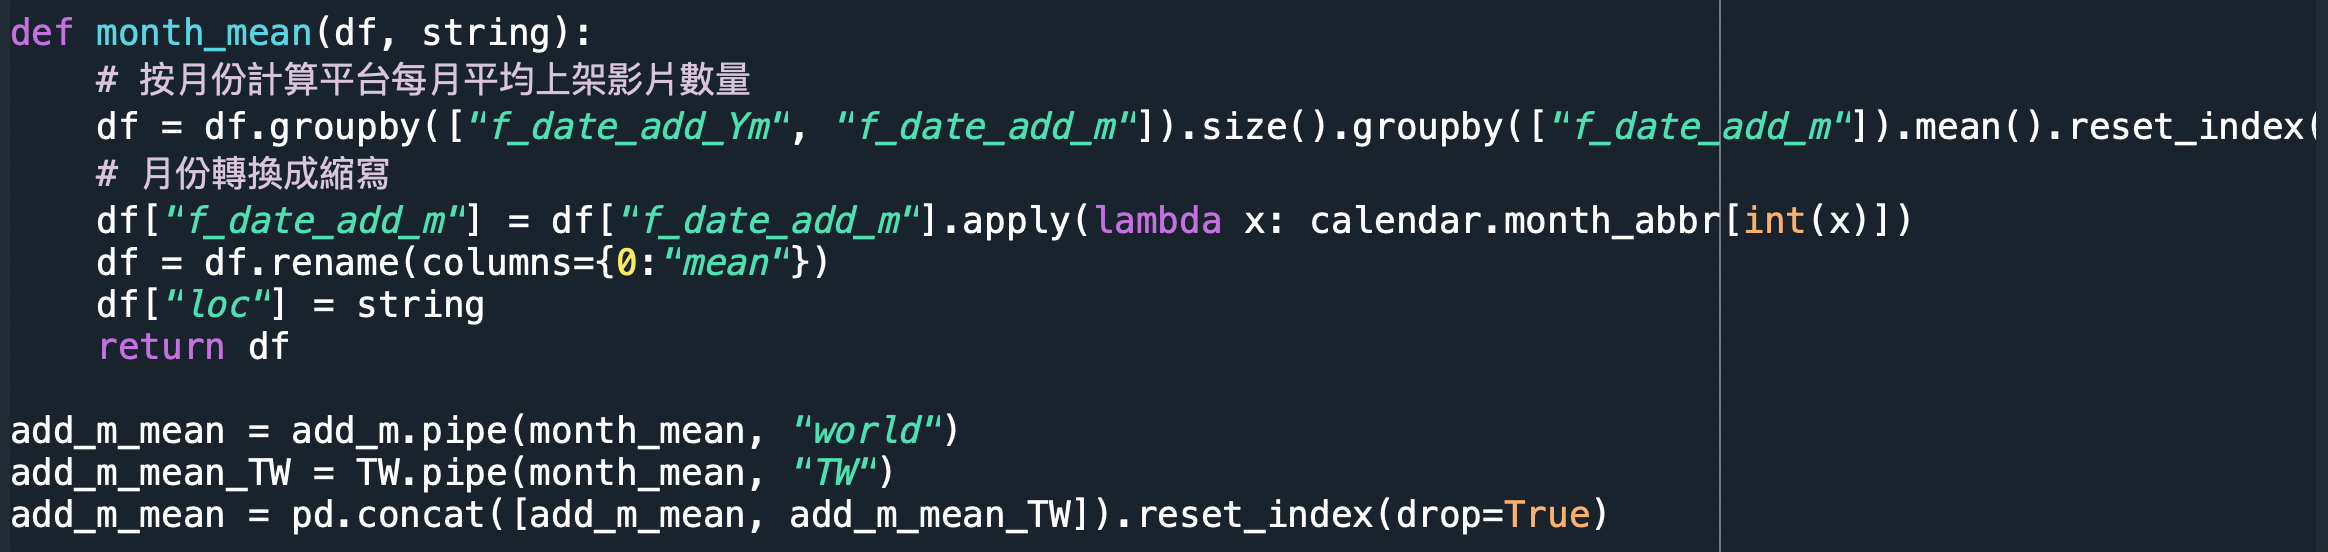 def month_mean(df, string):
    # 按月份計算平台每月平均上架影片數量
    df = df.groupby(["f_date_add_Ym", "f_date_add_m"]).size().groupby(["f_date_add_m"]).mean().reset_index(
    # 月份轉換成縮寫
    df["f_date_add_m"] = df["f_date_add_m"].apply(lambda x: calendar.month_abbr[int(x)])
    df = df.rename(columns={0:"mean"})
    df["loc"] = string
    return df

add_m_mean = add_m.pipe(month_mean, "world")
add_m_mean_TW = TW.pipe(month_mean, "TW")
add_m_mean = pd.concat([add_m_mean, add_m_mean_TW]).reset_index(drop=True)